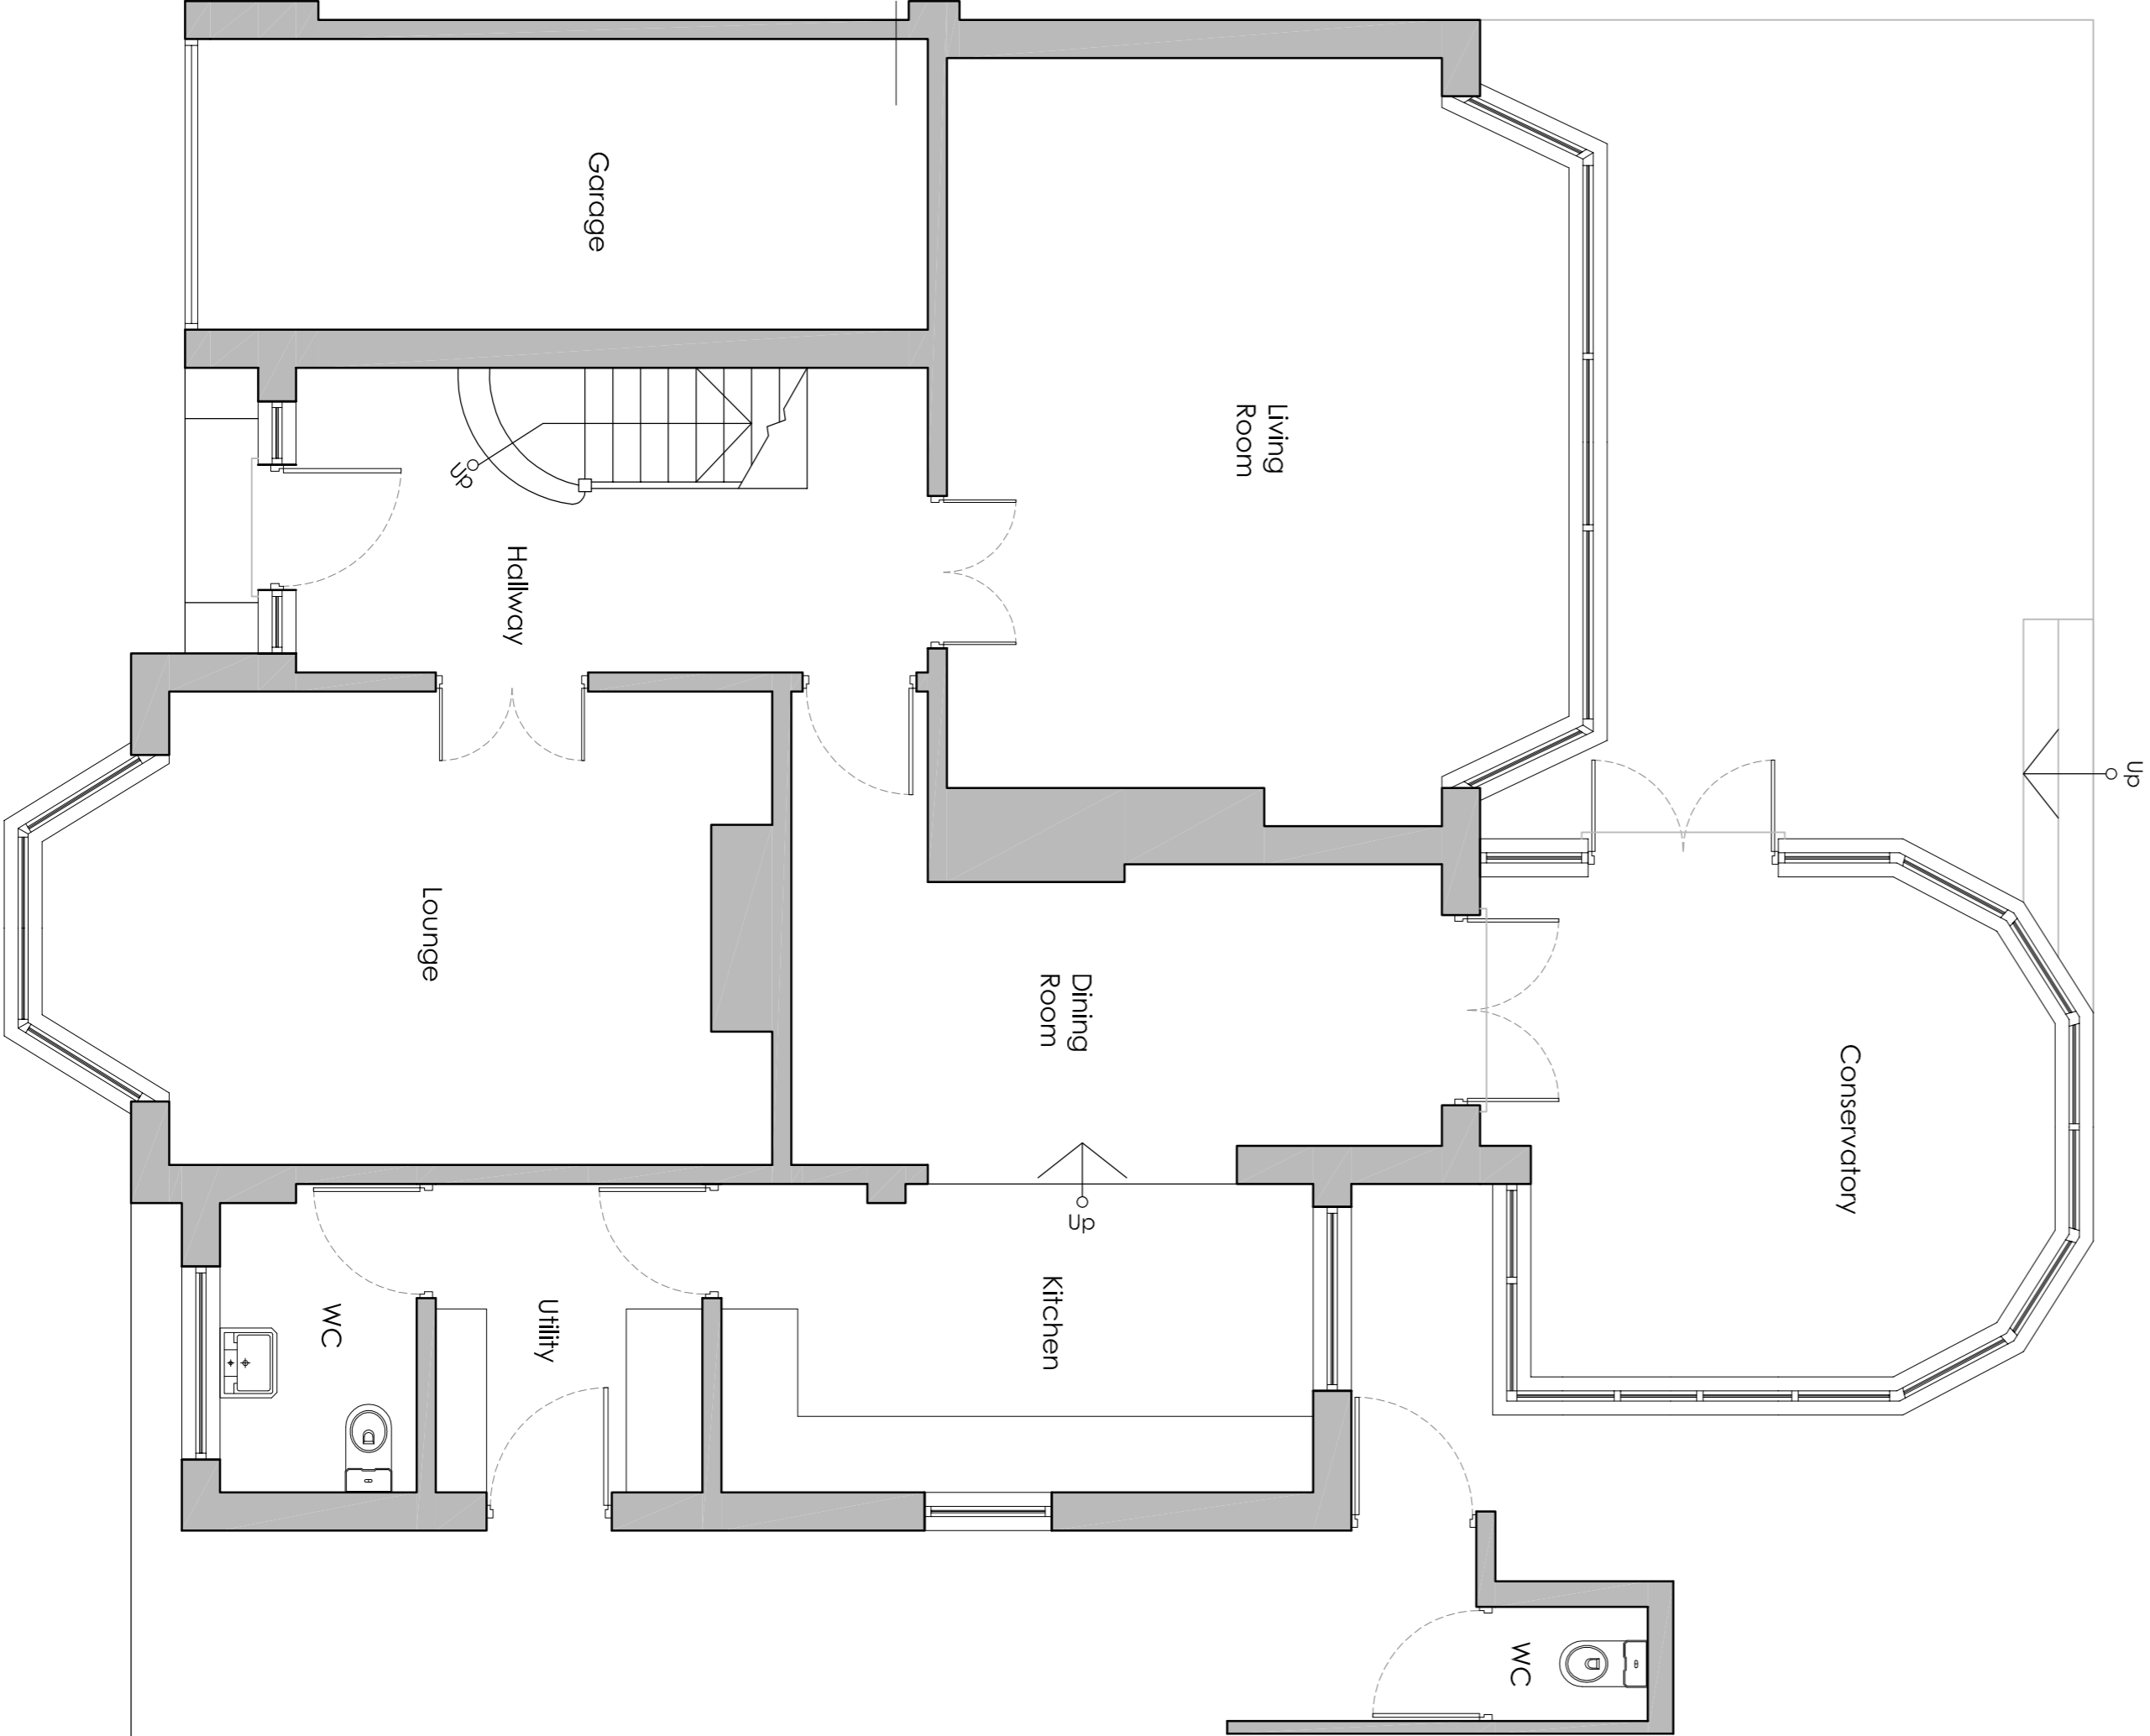 Garage
Living
Room
Up
Hallway
Up
Lounge
Dining
Room
Conservatory
Up
Kitchen
Utility
WC
WC